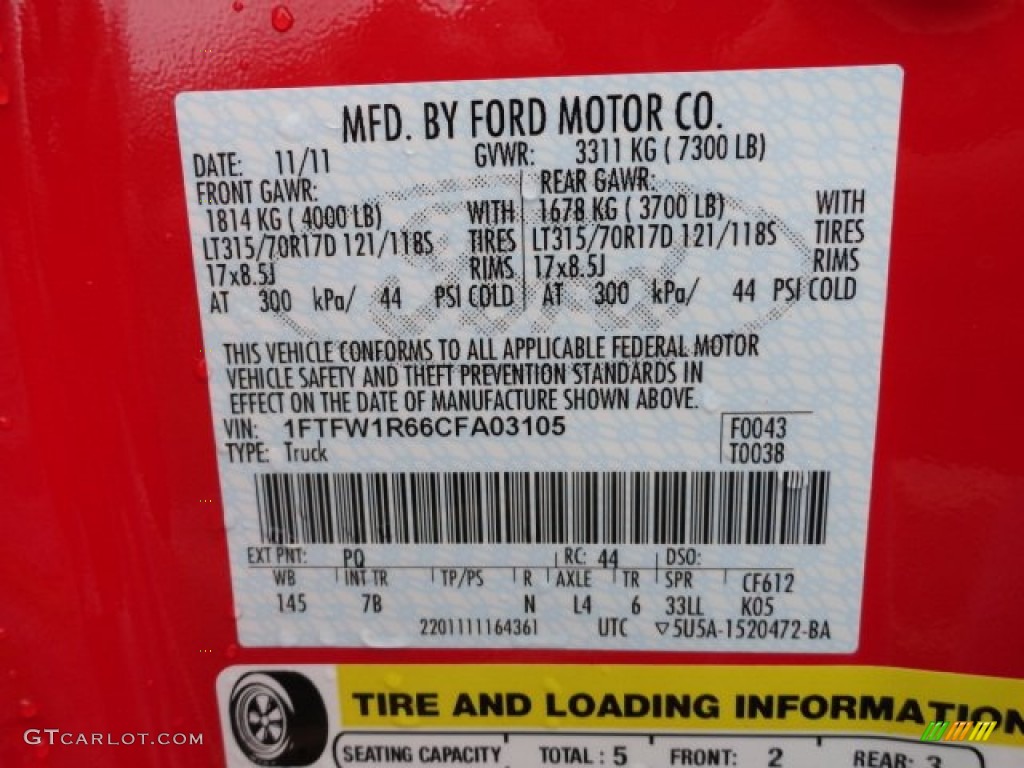 MFD. BY FORD MOTOR CO.
DATE: 11/11 GVWR: 3311 KG ( 7300 LB)
FRONT GAWR: REAR GAWR:
1814 KG ( 4000 LB) WITH 1678 KG ( 3700 LB) WITH
LT315/70R17D 121/118S TIRES LT315/70R17D 121/118S TIRES
17x8.5J RIMS 17x8.5J RIMS
AT 300 kPa/ 44 PSI COLD AT 300 kPa/ 44 PSI COLD
THIS VEHICLE CONFORMS TO ALL APPLICABLE FEDERAL MOTOR
VEHICLE SAFETY AND THEFT PREVENTION STANDARDS IN
EFFECT ON THE DATE OF MANUFACTURE SHOWN ABOVE.
VIN: 1FTFW1R66CFA03105 F0043
TYPE: Truck T0038
EXT PNT: PQ RC: 44 DSO:
WB INT TR TP/PS R AXLE TR SPR CF612
145 7B N L4 6 33LL K05
2201111164361 UTC ▽5U5A-1520472-BA
TIRE AND LOADING INFORMATION
SEATING CAPACITY TOTAL : 5 FRONT: 2 REAR: 3
GTCARLOT.COM